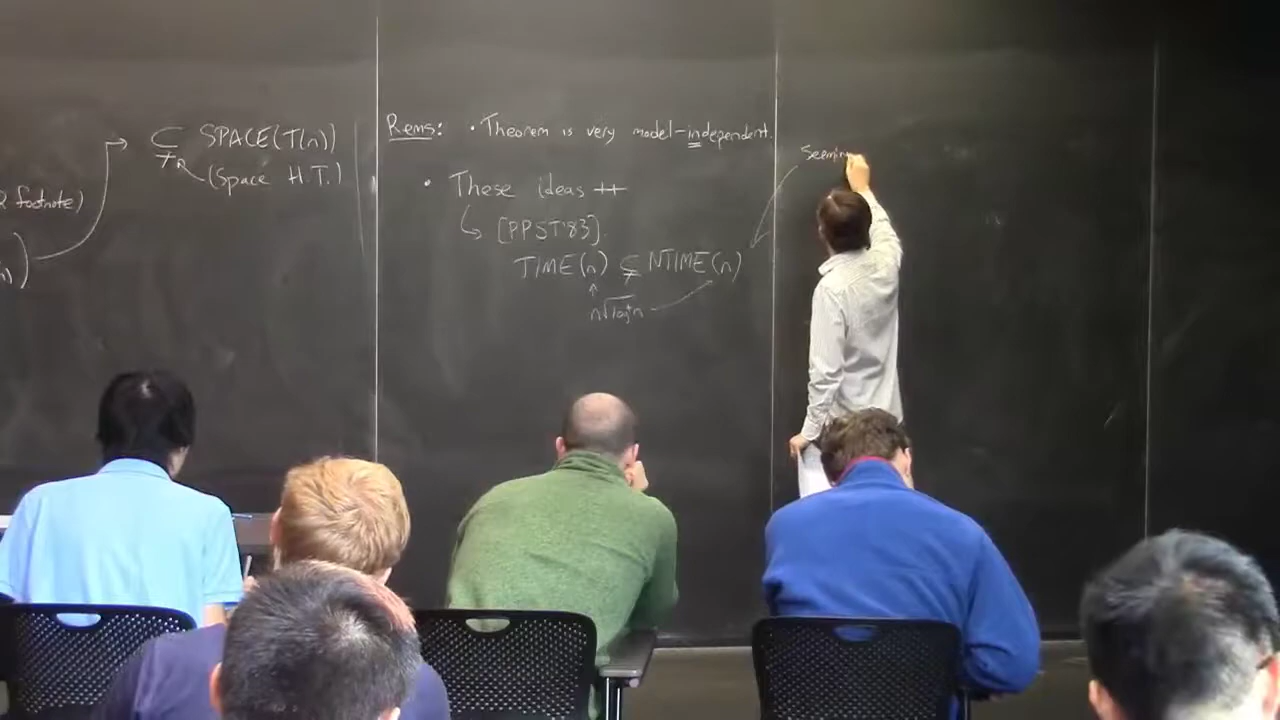 ⊊ SPACE(T(n))
(Space H.T.)
footnote)
n)
Rems: • Theorem is very model-independent.
• These ideas ++
↳ [PPST'83].
TIME(n) ⊊ NTIME(n)
↑
n√log*n
Seemin